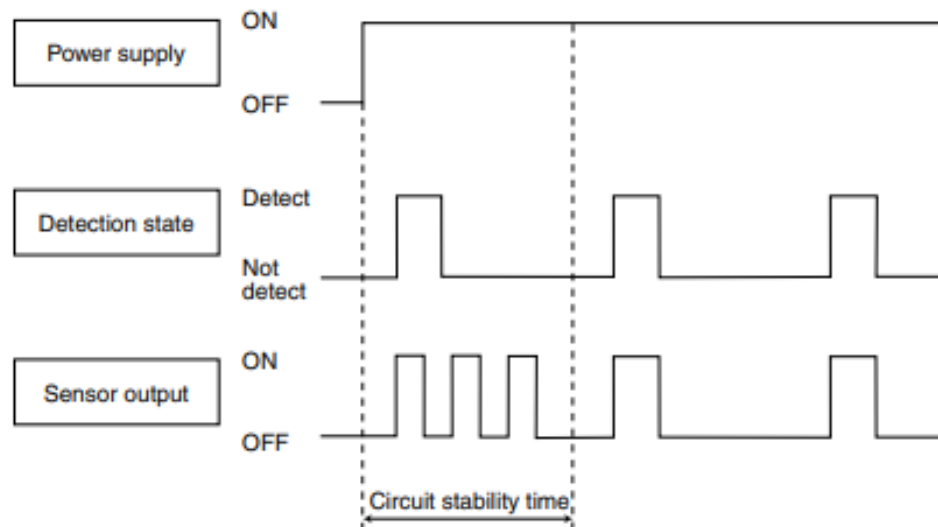 ON
Power supply
OFF
Detect
Detection state
Not
detect
ON
Sensor output
OFF
Circuit stability time